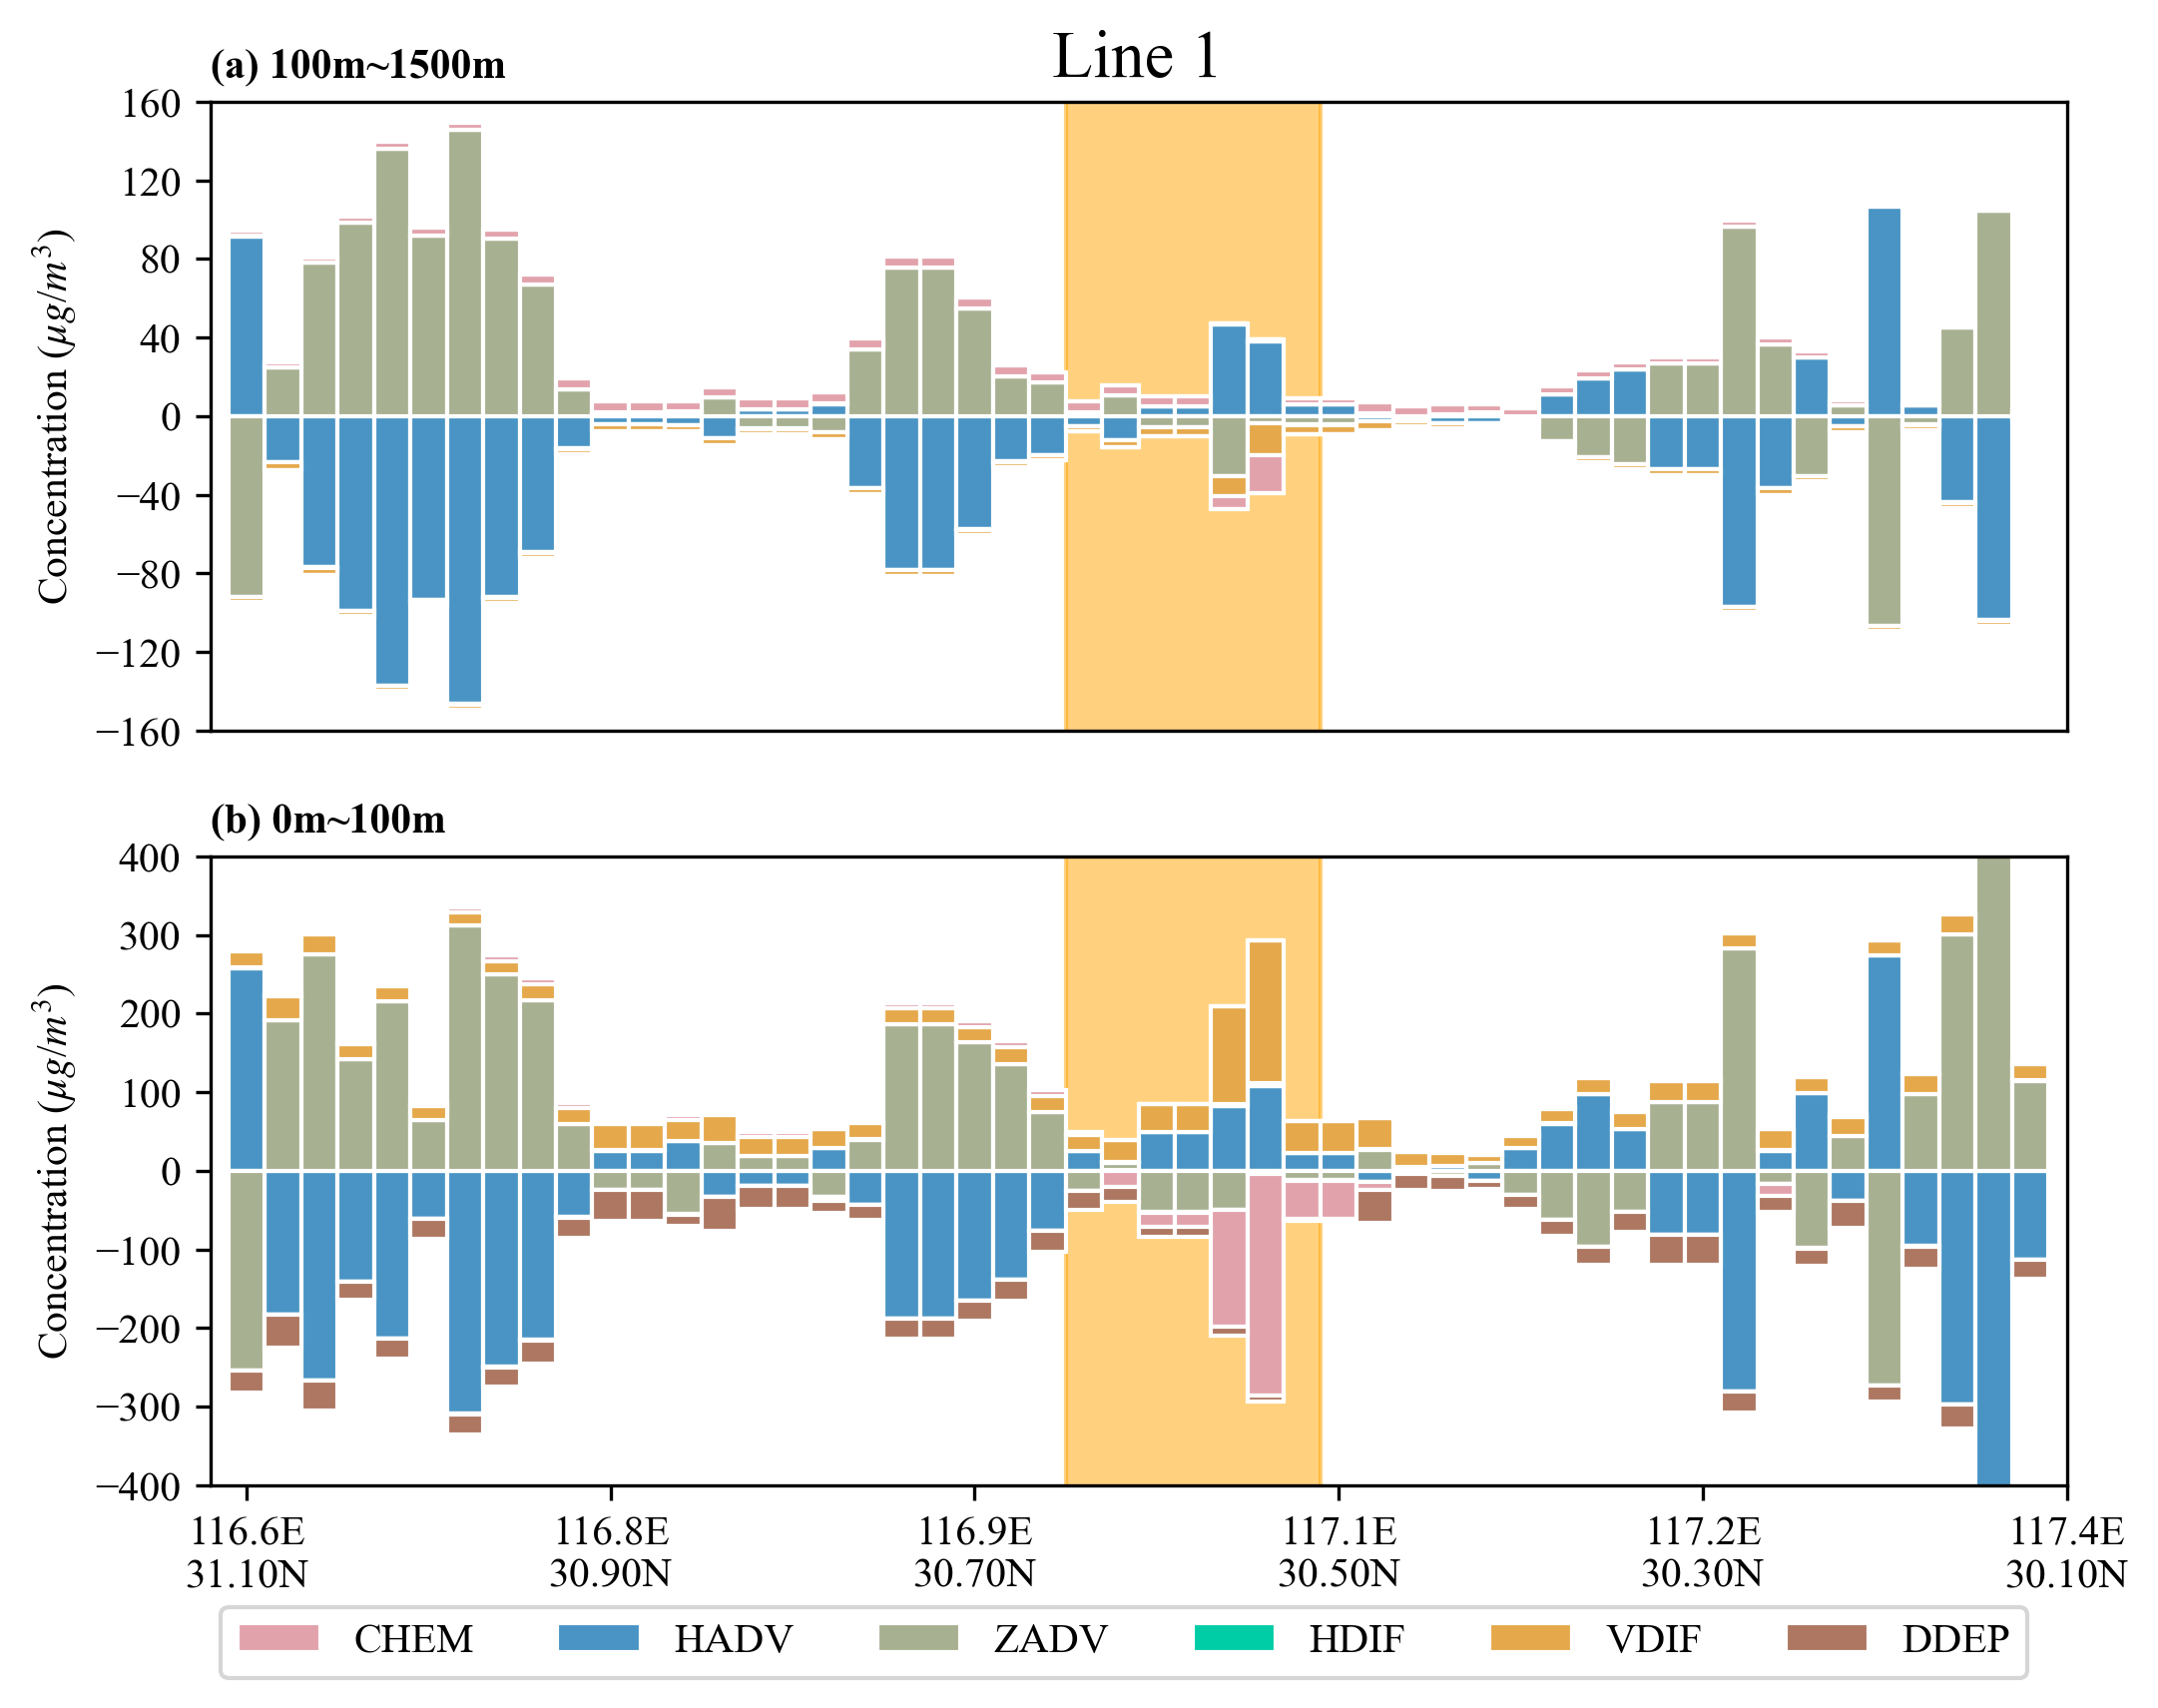 Line 1
(a) 100m~1500m
160
120
80
40
0
−40
−80
−120
−160
Concentration (μg/m³)
(b) 0m~100m
400
300
200
100
0
−100
−200
−300
−400
Concentration (μg/m³)
116.6E 116.8E 116.9E 117.1E 117.2E 117.4E
31.10N 30.90N 30.70N 30.50N 30.30N 30.10N
CHEM HADV ZADV HDIF VDIF DDEP